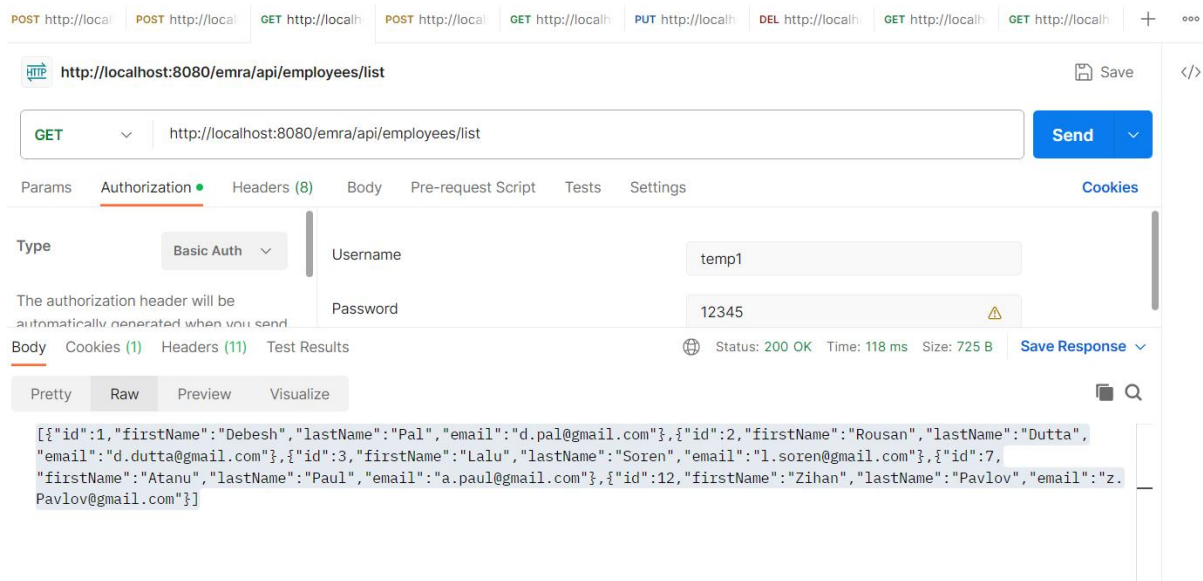 POST http://local POST http://local GET http://localh POST http://local GET http://localh PUT http://localh DEL http://localh GET http://localh GET http://localh + ooo
HTTP http://localhost:8080/emra/api/employees/list Save </>
GET http://localhost:8080/emra/api/employees/list Send
Params Authorization Headers (8) Body Pre-request Script Tests Settings Cookies
Type Basic Auth Username temp1
The authorization header will be
automatically generated when you send
Password 12345
Body Cookies (1) Headers (11) Test Results Status: 200 OK Time: 118 ms Size: 725 B Save Response
Pretty Raw Preview Visualize
[{"id":1,"firstName":"Debesh","lastName":"Pal","email":"d.pal@gmail.com"},{"id":2,"firstName":"Rousan","lastName":"Dutta",
"email":"d.dutta@gmail.com"},{"id":3,"firstName":"Lalu","lastName":"Soren","email":"l.soren@gmail.com"},{"id":7,
"firstName":"Atanu","lastName":"Paul","email":"a.paul@gmail.com"},{"id":12,"firstName":"Zihan","lastName":"Pavlov","email":"z.
Pavlov@gmail.com"}]